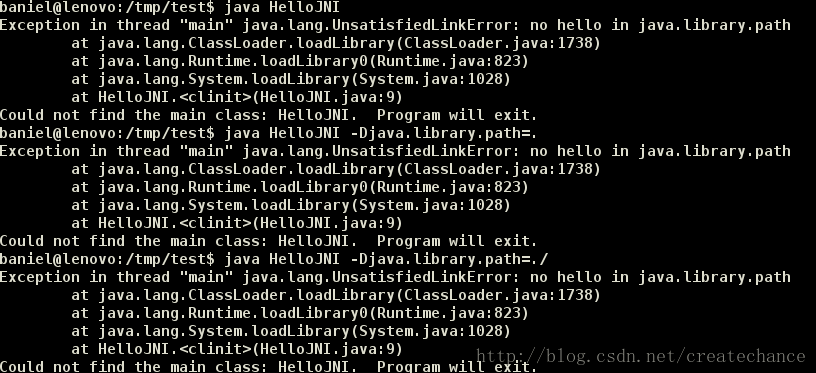 baniel@lenovo:/tmp/test$ java HelloJNI
Exception in thread "main" java.lang.UnsatisfiedLinkError: no hello in java.library.path
        at java.lang.ClassLoader.loadLibrary(ClassLoader.java:1738)
        at java.lang.Runtime.loadLibrary0(Runtime.java:823)
        at java.lang.System.loadLibrary(System.java:1028)
        at HelloJNI.<clinit>(HelloJNI.java:9)
Could not find the main class: HelloJNI.  Program will exit.
baniel@lenovo:/tmp/test$ java HelloJNI -Djava.library.path=.
Exception in thread "main" java.lang.UnsatisfiedLinkError: no hello in java.library.path
        at java.lang.ClassLoader.loadLibrary(ClassLoader.java:1738)
        at java.lang.Runtime.loadLibrary0(Runtime.java:823)
        at java.lang.System.loadLibrary(System.java:1028)
        at HelloJNI.<clinit>(HelloJNI.java:9)
Could not find the main class: HelloJNI.  Program will exit.
baniel@lenovo:/tmp/test$ java HelloJNI -Djava.library.path=./
Exception in thread "main" java.lang.UnsatisfiedLinkError: no hello in java.library.path
        at java.lang.ClassLoader.loadLibrary(ClassLoader.java:1738)
        at java.lang.Runtime.loadLibrary0(Runtime.java:823)
        at java.lang.System.loadLibrary(System.java:1028)
        at HelloJNI.<clinit>(HelloJNI.java:9)
http://blog.csdn.net/createchance
Could not find the main class: HelloJNI.  Program will exit.